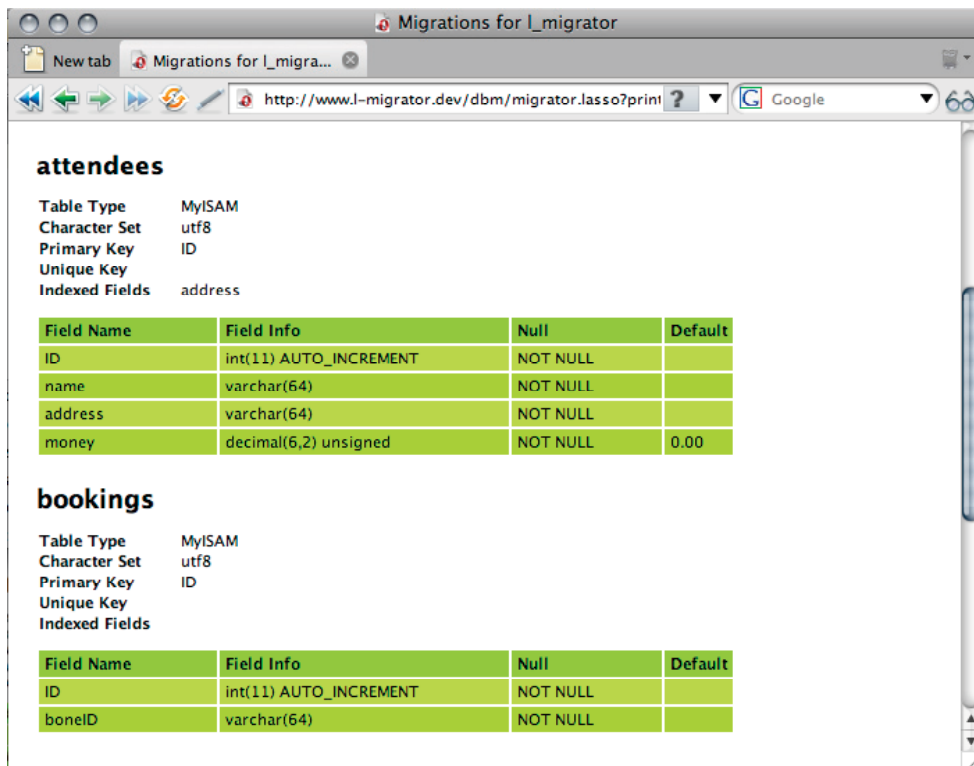 Migrations for l_migrator
New tab
Migrations for l_migra...
http://www.l-migrator.dev/dbm/migrator.lasso?print
?
G Google
attendees
Table Type MyISAM
Character Set utf8
Primary Key ID
Unique Key
Indexed Fields address
Field Name Field Info Null Default
ID int(11) AUTO_INCREMENT NOT NULL
name varchar(64) NOT NULL
address varchar(64) NOT NULL
money decimal(6,2) unsigned NOT NULL 0.00
bookings
Table Type MyISAM
Character Set utf8
Primary Key ID
Unique Key
Indexed Fields
Field Name Field Info Null Default
ID int(11) AUTO_INCREMENT NOT NULL
boneID varchar(64) NOT NULL